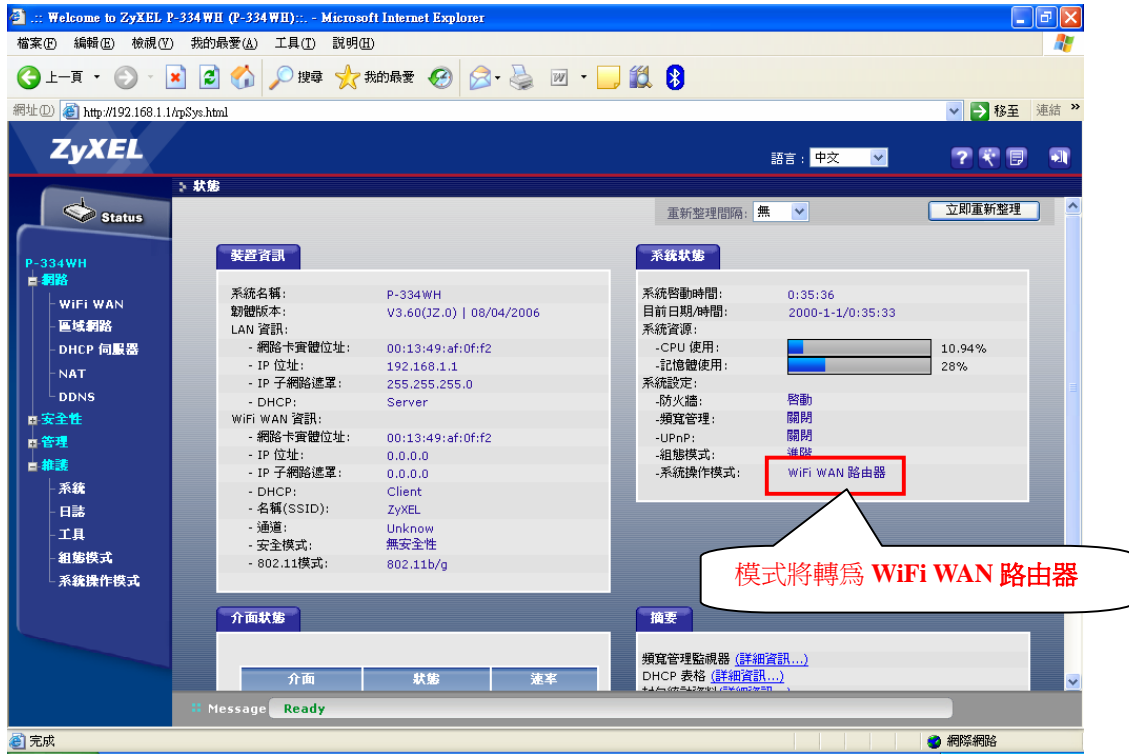 .:: Welcome to ZyXEL P-334WH (P-334WH)::. - Microsoft Internet Explorer
檔案(F) 編輯(E) 檢視(V) 我的最愛(A) 工具(T) 說明(H)
上一頁 搜尋 我的最愛
網址(D) http://192.168.1.1/rpSys.html 移至 連結 »
ZyXEL
語言 : 中文
狀態
Status
重新整理間隔: 無 立即重新整理
P-334WH
網路
WiFi WAN
區域網路
DHCP 伺服器
NAT
DDNS
安全性
管理
維護
系統
日誌
工具
組態模式
系統操作模式
裝置資訊
系統名稱: P-334WH
韌體版本: V3.60(JZ.0) | 08/04/2006
LAN 資訊:
- 網路卡實體位址: 00:13:49:af:0f:f2
- IP 位址: 192.168.1.1
- IP 子網路遮罩: 255.255.255.0
- DHCP: Server
WiFi WAN 資訊:
- 網路卡實體位址: 00:13:49:af:0f:f2
- IP 位址: 0.0.0.0
- IP 子網路遮罩: 0.0.0.0
- DHCP: Client
- 名稱(SSID): ZyXEL
- 通道: Unknow
- 安全模式: 無安全性
- 802.11模式: 802.11b/g
系統狀態
系統啟動時間: 0:35:36
目前日期/時間: 2000-1-1/0:35:33
系統資源:
-CPU 使用: 10.94%
-記憶體使用: 28%
系統設定:
-防火牆: 啟動
-頻寬管理: 關閉
-UPnP: 關閉
-組態模式: 進階
-系統操作模式: WiFi WAN 路由器
模式將轉為 WiFi WAN 路由器
介面狀態
介面 狀態 速率
摘要
頻寬管理監視器 (詳細資訊...)
DHCP 表格 (詳細資訊...)
封包統計資料 (詳細資訊...)
Message Ready
完成 網際網路